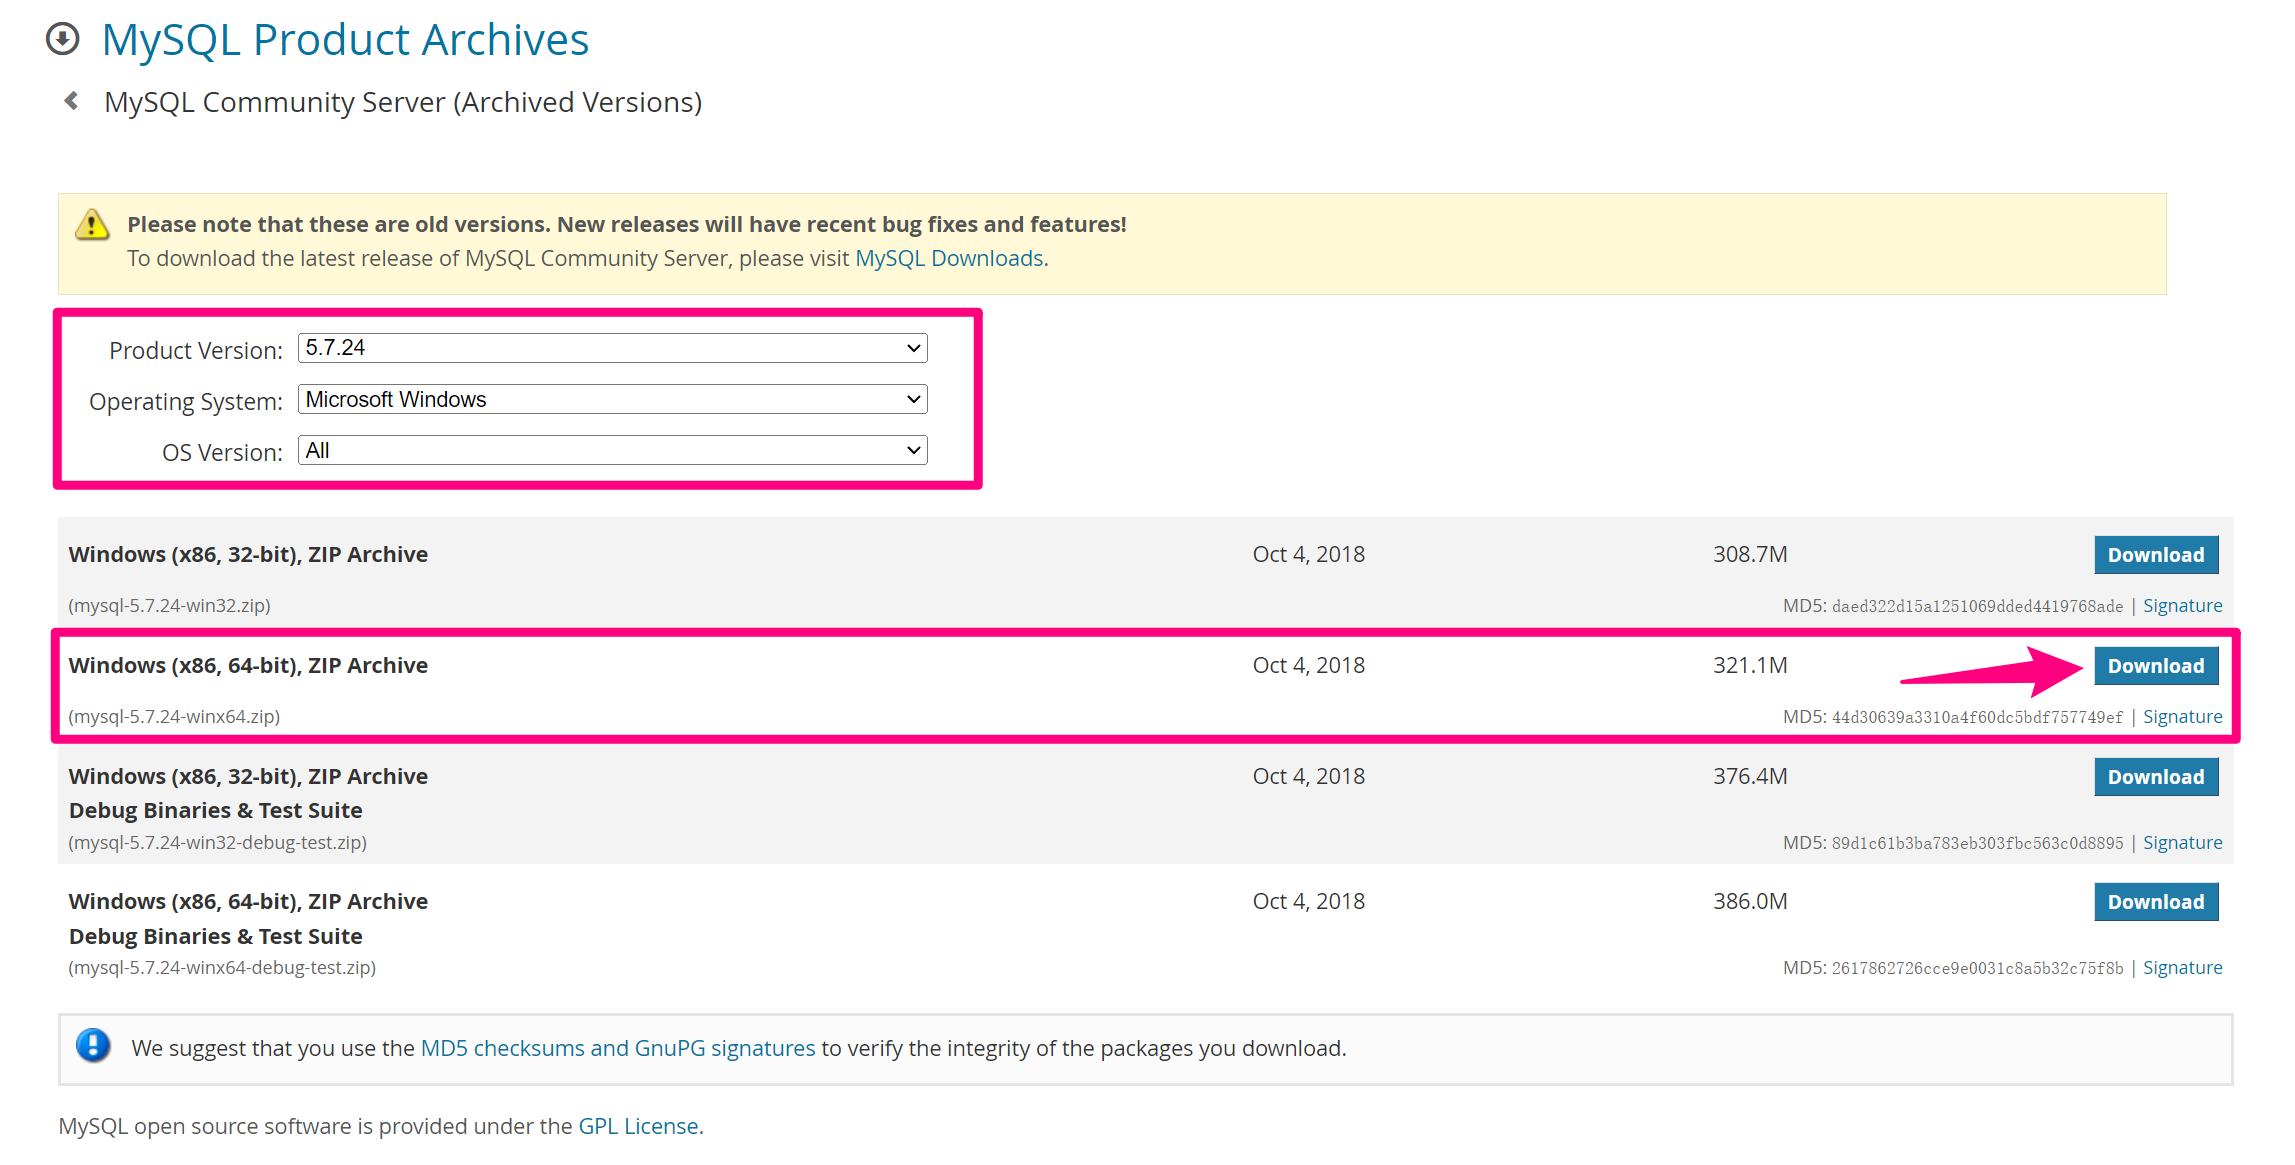 MySQL Product Archives
MySQL Community Server (Archived Versions)
Please note that these are old versions. New releases will have recent bug fixes and features!
To download the latest release of MySQL Community Server, please visit MySQL Downloads.
Product Version: 5.7.24
Operating System: Microsoft Windows
OS Version: All
Windows (x86, 32-bit), ZIP Archive Oct 4, 2018 308.7M Download
(mysql-5.7.24-win32.zip) MD5: daed322d15a1251069dded4419768ade | Signature
Windows (x86, 64-bit), ZIP Archive Oct 4, 2018 321.1M Download
(mysql-5.7.24-winx64.zip) MD5: 44d30639a3310a4f60dc5bdf757749ef | Signature
Windows (x86, 32-bit), ZIP Archive Oct 4, 2018 376.4M Download
Debug Binaries & Test Suite
(mysql-5.7.24-win32-debug-test.zip) MD5: 89d1c61b3ba783eb303fbc563c0d8895 | Signature
Windows (x86, 64-bit), ZIP Archive Oct 4, 2018 386.0M Download
Debug Binaries & Test Suite
(mysql-5.7.24-winx64-debug-test.zip) MD5: 2617862726cce9e0031c8a5b32c75f8b | Signature
We suggest that you use the MD5 checksums and GnuPG signatures to verify the integrity of the packages you download.
MySQL open source software is provided under the GPL License.